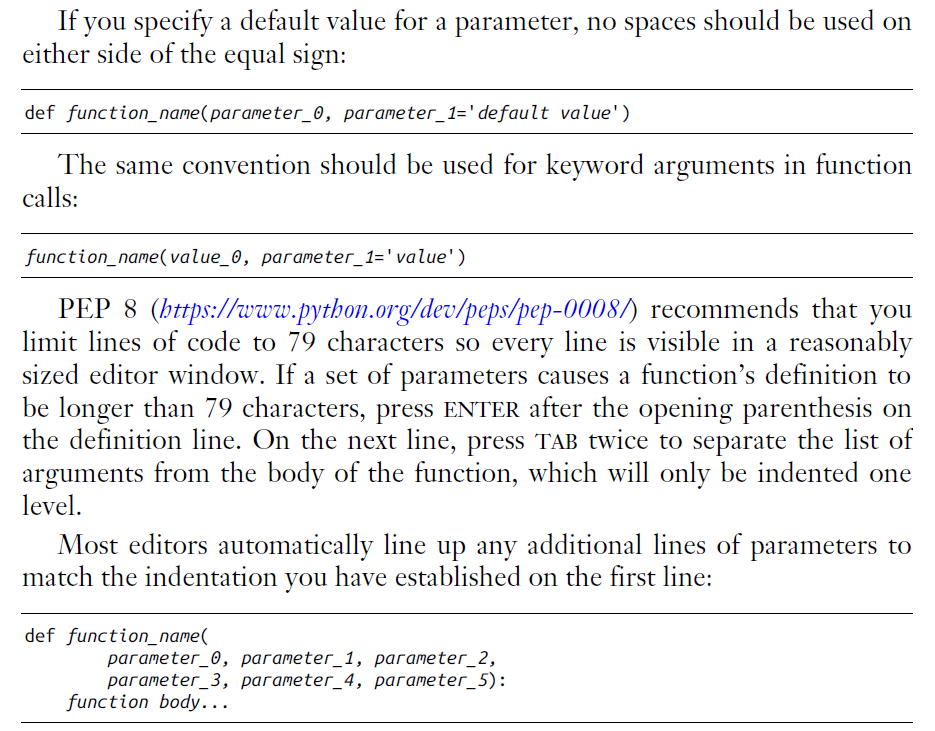 If you specify a default value for a parameter, no spaces should be used on
either side of the equal sign:
def function_name(parameter_0, parameter_1='default value')
The same convention should be used for keyword arguments in function
calls:
function_name(value_0, parameter_1='value')
PEP 8 (https://www.python.org/dev/peps/pep-0008/) recommends that you
limit lines of code to 79 characters so every line is visible in a reasonably
sized editor window. If a set of parameters causes a function’s definition to
be longer than 79 characters, press ENTER after the opening parenthesis on
the definition line. On the next line, press TAB twice to separate the list of
arguments from the body of the function, which will only be indented one
level.
Most editors automatically line up any additional lines of parameters to
match the indentation you have established on the first line:
def function_name(
        parameter_0, parameter_1, parameter_2,
        parameter_3, parameter_4, parameter_5):
    function body...